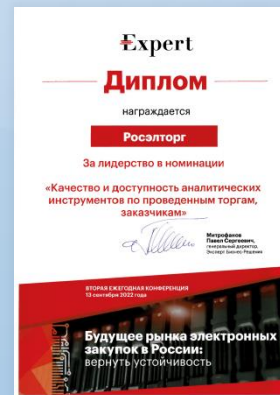 Expert
Диплом
награждается
Росэлторг
За лидерство в номинации
«Качество и доступность аналитических
инструментов по проведенным торгам,
заказчикам»
Митрофанов
Павел Сергеевич,
генеральный директор,
Эксперт Бизнес-Решения
ВТОРАЯ ЕЖЕГОДНАЯ КОНФЕРЕНЦИЯ
13 сентября 2022 года
Будущее рынка электронных
закупок в России:
вернуть устойчивость